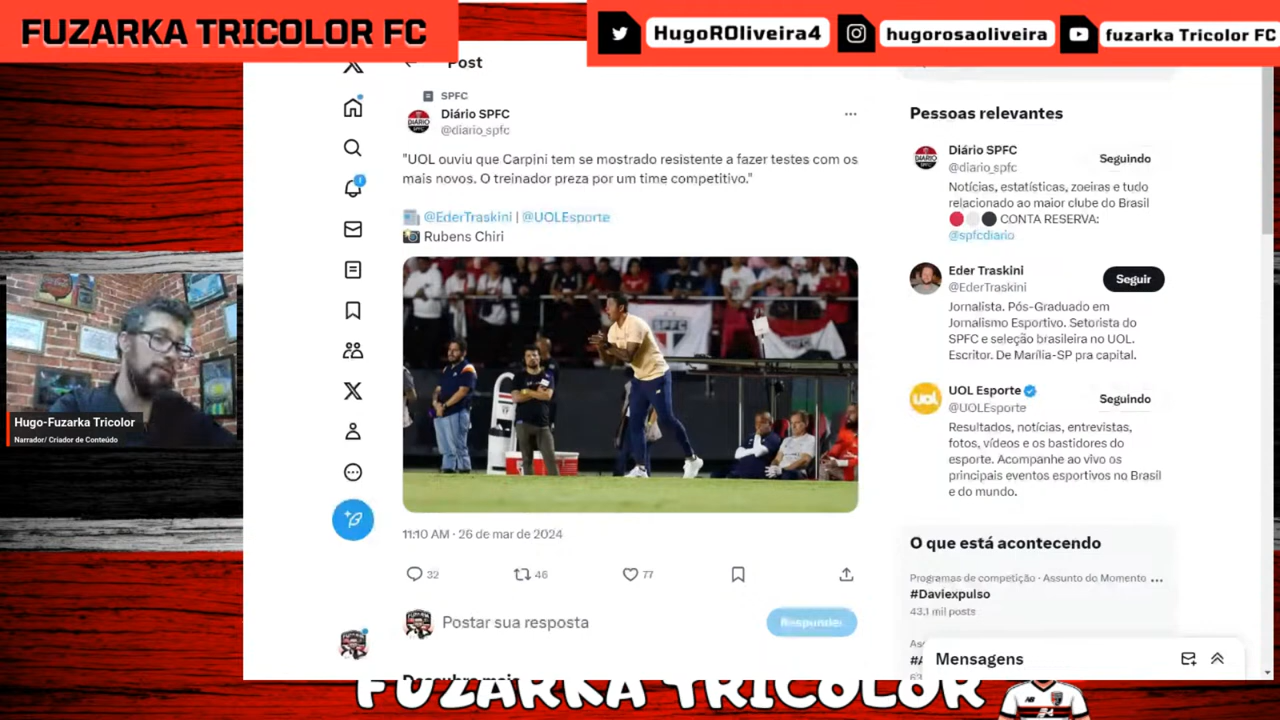 FUZARKA TRICOLOR FC
HugoROliveira4
hugorosaoliveira
fuzarka Tricolor FC
Post
SPFC
Diário SPFC
@diario_spfc
"UOL ouviu que Carpini tem se mostrado resistente a fazer testes com os
mais novos. O treinador preza por um time competitivo."
@EderTraskini | @UOLEsporte
Rubens Chiri
SPFC
11:10 AM · 26 de mar de 2024
32
46
77
Postar sua resposta
Responder
Descubra mais
Pessoas relevantes
Diário SPFC
@diario_spfc
Seguindo
Notícias, estatísticas, zoeiras e tudo
relacionado ao maior clube do Brasil
CONTA RESERVA:
@spfcdiario
Eder Traskini
@EderTraskini
Seguir
Jornalista. Pós-Graduado em
Jornalismo Esportivo. Setorista do
SPFC e seleção brasileira no UOL.
Escritor. De Marília-SP pra capital.
UOL Esporte
@UOLEsporte
Seguindo
Resultados, notícias, entrevistas,
fotos, vídeos e os bastidores do
esporte. Acompanhe ao vivo os
principais eventos esportivos no Brasil
e do mundo.
O que está acontecendo
Programas de competição · Assunto do Momento
#Daviexpulso
43,1 mil posts
Mensagens
Hugo-Fuzarka Tricolor
Narrador/ Criador de Conteúdo
FUZARKA TRICOLOR